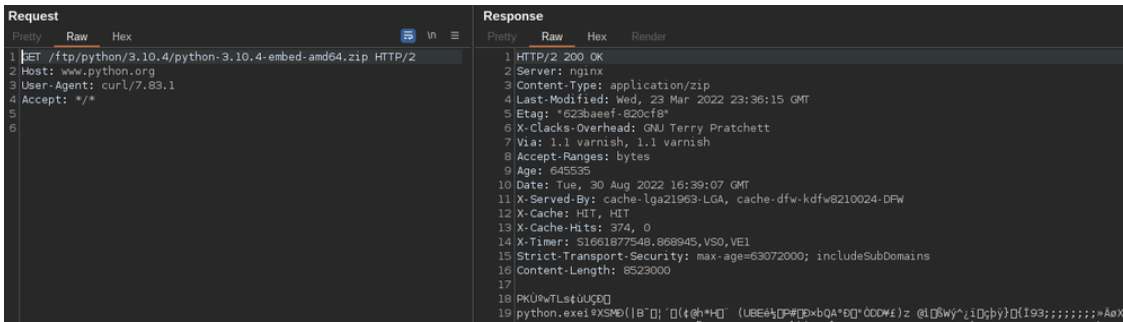 Request
Pretty Raw Hex \n
1 GET /ftp/python/3.10.4/python-3.10.4-embed-amd64.zip HTTP/2
2 Host: www.python.org
3 User-Agent: curl/7.83.1
4 Accept: */*
5
6
Response
Pretty Raw Hex Render
1 HTTP/2 200 OK
2 Server: nginx
3 Content-Type: application/zip
4 Last-Modified: Wed, 23 Mar 2022 23:36:15 GMT
5 Etag: "623baeef-820cf8"
6 X-Clacks-Overhead: GNU Terry Pratchett
7 Via: 1.1 varnish, 1.1 varnish
8 Accept-Ranges: bytes
9 Age: 645535
10 Date: Tue, 30 Aug 2022 16:39:07 GMT
11 X-Served-By: cache-lga21963-LGA, cache-dfw-kdfw8210024-DFW
12 X-Cache: HIT, HIT
13 X-Cache-Hits: 374, 0
14 X-Timer: S1661877548.868945,VS0,VE1
15 Strict-Transport-Security: max-age=63072000; includeSubDomains
16 Content-Length: 8523000
17
18
19 python.exe